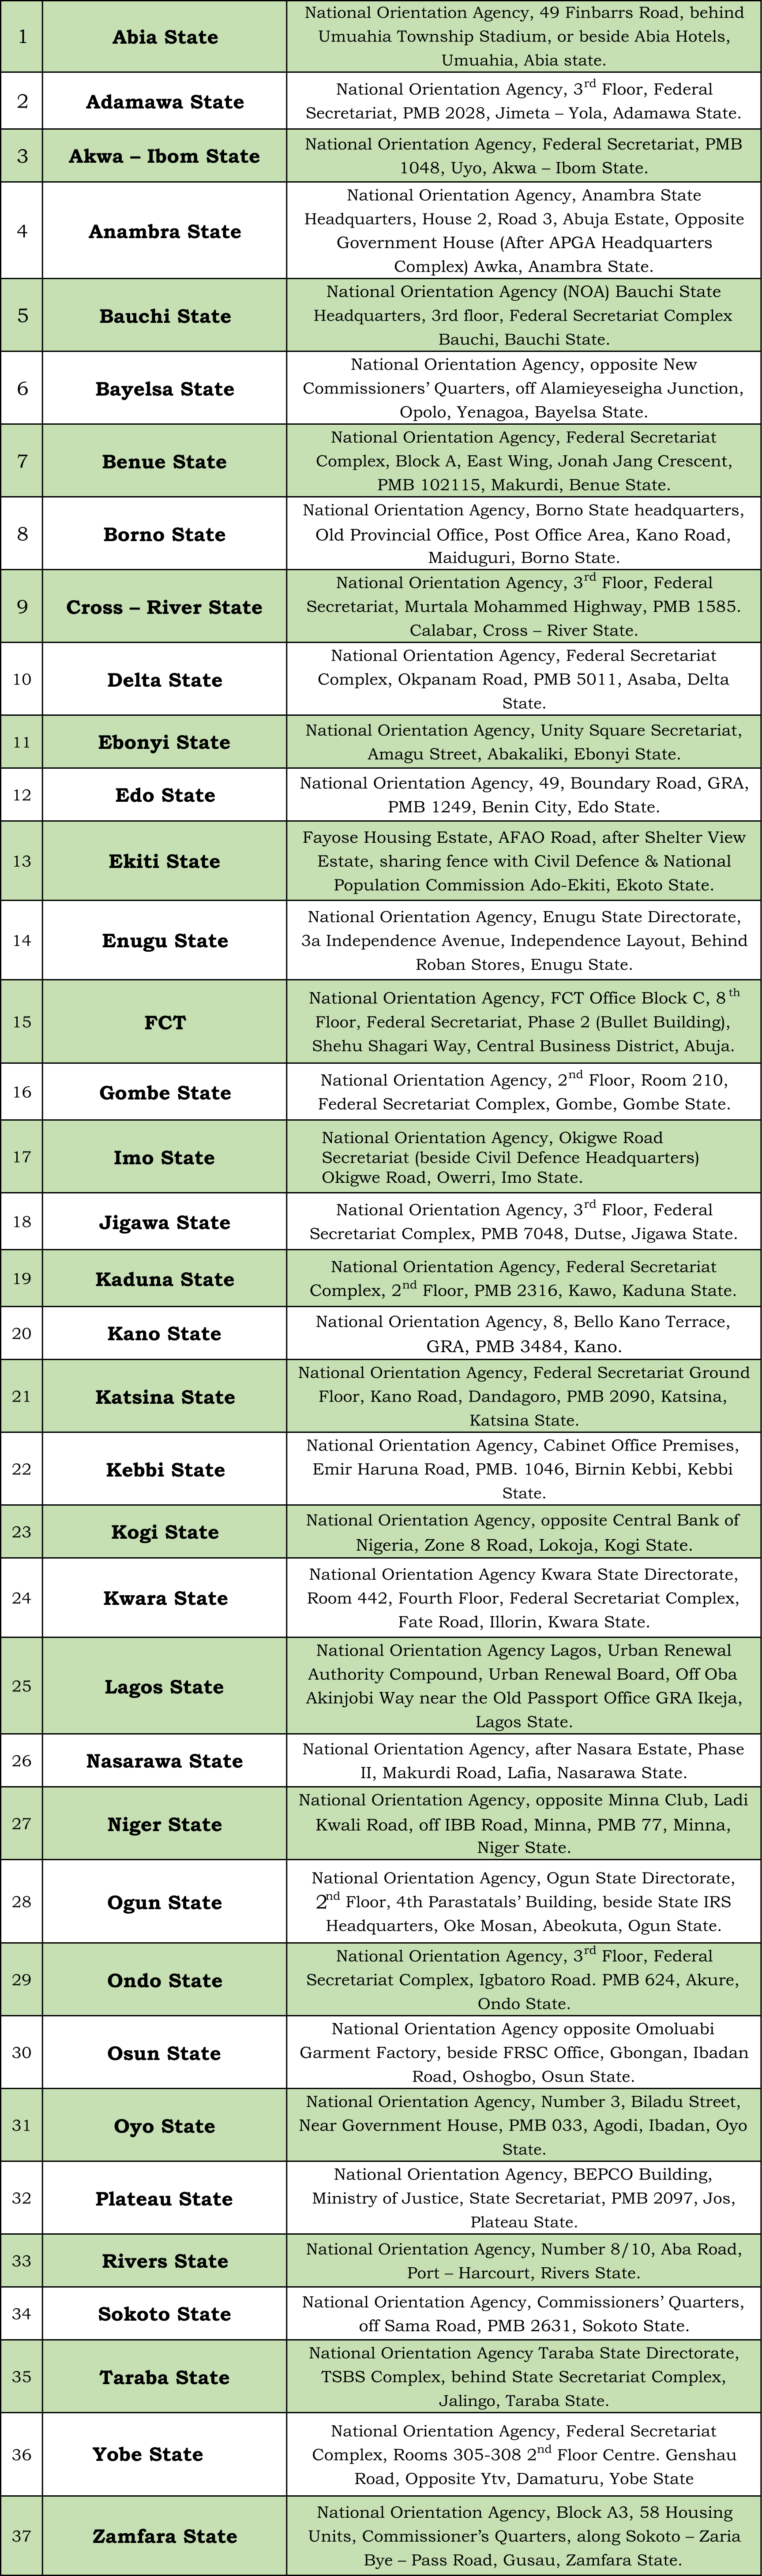 1
Abia State
National Orientation Agency, 49 Finbarrs Road, behind
Umuahia Township Stadium, or beside Abia Hotels,
Umuahia, Abia state.
2
Adamawa State
National Orientation Agency, 3rd Floor, Federal
Secretariat, PMB 2028, Jimeta – Yola, Adamawa State.
3
Akwa – Ibom State
National Orientation Agency, Federal Secretariat, PMB
1048, Uyo, Akwa – Ibom State.
4
Anambra State
National Orientation Agency, Anambra State
Headquarters, House 2, Road 3, Abuja Estate, Opposite
Government House (After APGA Headquarters
Complex) Awka, Anambra State.
5
Bauchi State
National Orientation Agency (NOA) Bauchi State
Headquarters, 3rd floor, Federal Secretariat Complex
Bauchi, Bauchi State.
6
Bayelsa State
National Orientation Agency, opposite New
Commissioners’ Quarters, off Alamieyeseigha Junction,
Opolo, Yenagoa, Bayelsa State.
7
Benue State
National Orientation Agency, Federal Secretariat
Complex, Block A, East Wing, Jonah Jang Crescent,
PMB 102115, Makurdi, Benue State.
8
Borno State
National Orientation Agency, Borno State headquarters,
Old Provincial Office, Post Office Area, Kano Road,
Maiduguri, Borno State.
9
Cross – River State
National Orientation Agency, 3rd Floor, Federal
Secretariat, Murtala Mohammed Highway, PMB 1585.
Calabar, Cross – River State.
10
Delta State
National Orientation Agency, Federal Secretariat
Complex, Okpanam Road, PMB 5011, Asaba, Delta
State.
11
Ebonyi State
National Orientation Agency, Unity Square Secretariat,
Amagu Street, Abakaliki, Ebonyi State.
12
Edo State
National Orientation Agency, 49, Boundary Road, GRA,
PMB 1249, Benin City, Edo State.
13
Ekiti State
Fayose Housing Estate, AFAO Road, after Shelter View
Estate, sharing fence with Civil Defence & National
Population Commission Ado-Ekiti, Ekoto State.
14
Enugu State
National Orientation Agency, Enugu State Directorate,
3a Independence Avenue, Independence Layout, Behind
Roban Stores, Enugu State.
15
FCT
National Orientation Agency, FCT Office Block C, 8th
Floor, Federal Secretariat, Phase 2 (Bullet Building),
Shehu Shagari Way, Central Business District, Abuja.
16
Gombe State
National Orientation Agency, 2nd Floor, Room 210,
Federal Secretariat Complex, Gombe, Gombe State.
17
Imo State
National Orientation Agency, Okigwe Road
Secretariat (beside Civil Defence Headquarters)
Okigwe Road, Owerri, Imo State.
18
Jigawa State
National Orientation Agency, 3rd Floor, Federal
Secretariat Complex, PMB 7048, Dutse, Jigawa State.
19
Kaduna State
National Orientation Agency, Federal Secretariat
Complex, 2nd Floor, PMB 2316, Kawo, Kaduna State.
20
Kano State
National Orientation Agency, 8, Bello Kano Terrace,
GRA, PMB 3484, Kano.
21
Katsina State
National Orientation Agency, Federal Secretariat Ground
Floor, Kano Road, Dandagoro, PMB 2090, Katsina,
Katsina State.
22
Kebbi State
National Orientation Agency, Cabinet Office Premises,
Emir Haruna Road, PMB. 1046, Birnin Kebbi, Kebbi
State.
23
Kogi State
National Orientation Agency, opposite Central Bank of
Nigeria, Zone 8 Road, Lokoja, Kogi State.
24
Kwara State
National Orientation Agency Kwara State Directorate,
Room 442, Fourth Floor, Federal Secretariat Complex,
Fate Road, Illorin, Kwara State.
25
Lagos State
National Orientation Agency Lagos, Urban Renewal
Authority Compound, Urban Renewal Board, Off Oba
Akinjobi Way near the Old Passport Office GRA Ikeja,
Lagos State.
26
Nasarawa State
National Orientation Agency, after Nasara Estate, Phase
II, Makurdi Road, Lafia, Nasarawa State.
27
Niger State
National Orientation Agency, opposite Minna Club, Ladi
Kwali Road, off IBB Road, Minna, PMB 77, Minna,
Niger State.
28
Ogun State
National Orientation Agency, Ogun State Directorate,
2nd Floor, 4th Parastatals’ Building, beside State IRS
Headquarters, Oke Mosan, Abeokuta, Ogun State.
29
Ondo State
National Orientation Agency, 3rd Floor, Federal
Secretariat Complex, Igbatoro Road. PMB 624, Akure,
Ondo State.
30
Osun State
National Orientation Agency opposite Omoluabi
Garment Factory, beside FRSC Office, Gbongan, Ibadan
Road, Oshogbo, Osun State.
31
Oyo State
National Orientation Agency, Number 3, Biladu Street,
Near Government House, PMB 033, Agodi, Ibadan, Oyo
State.
32
Plateau State
National Orientation Agency, BEPCO Building,
Ministry of Justice, State Secretariat, PMB 2097, Jos,
Plateau State.
33
Rivers State
National Orientation Agency, Number 8/10, Aba Road,
Port – Harcourt, Rivers State.
34
Sokoto State
National Orientation Agency, Commissioners’ Quarters,
off Sama Road, PMB 2631, Sokoto State.
35
Taraba State
National Orientation Agency Taraba State Directorate,
TSBS Complex, behind State Secretariat Complex,
Jalingo, Taraba State.
36
Yobe State
National Orientation Agency, Federal Secretariat
Complex, Rooms 305-308 2nd Floor Centre. Genshau
Road, Opposite Ytv, Damaturu, Yobe State
37
Zamfara State
National Orientation Agency, Block A3, 58 Housing
Units, Commissioner’s Quarters, along Sokoto – Zaria
Bye – Pass Road, Gusau, Zamfara State.